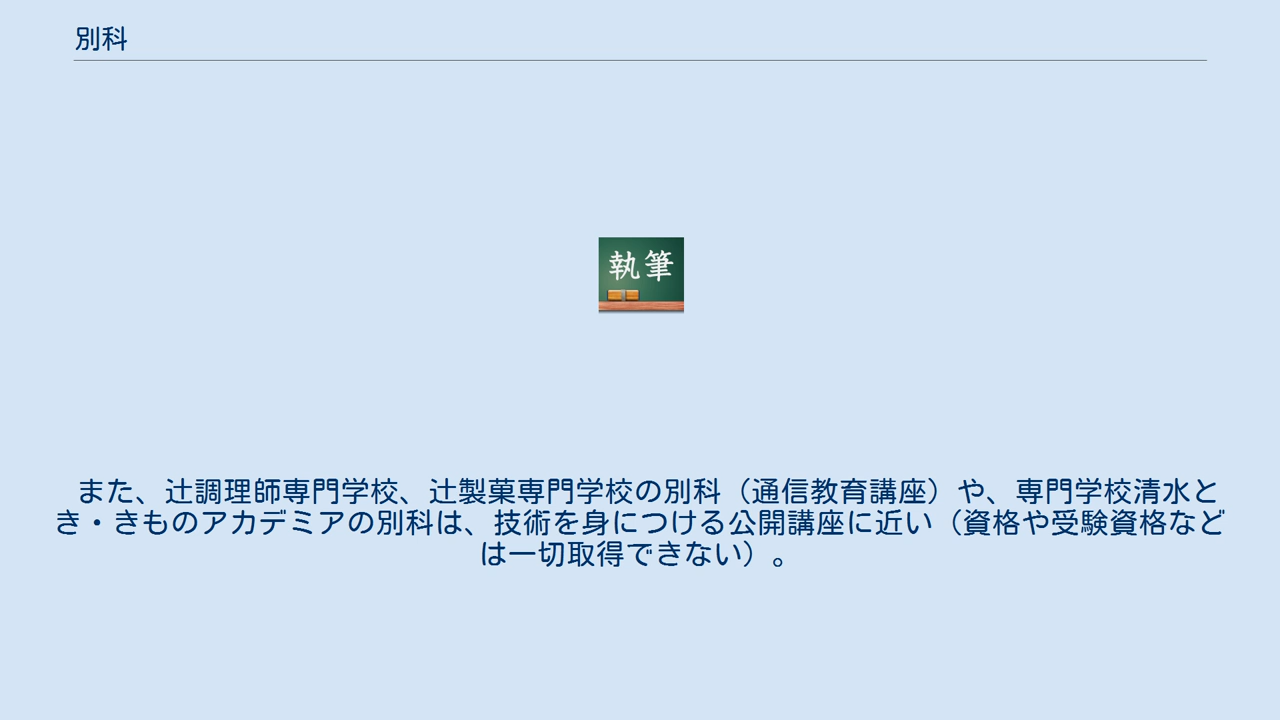 別科
執筆
また、辻調理師専門学校、辻製菓専門学校の別科（通信教育講座）や、専門学校清水と
き・きものアカデミアの別科は、技術を身につける公開講座に近い（資格や受験資格など
は一切取得できない）。